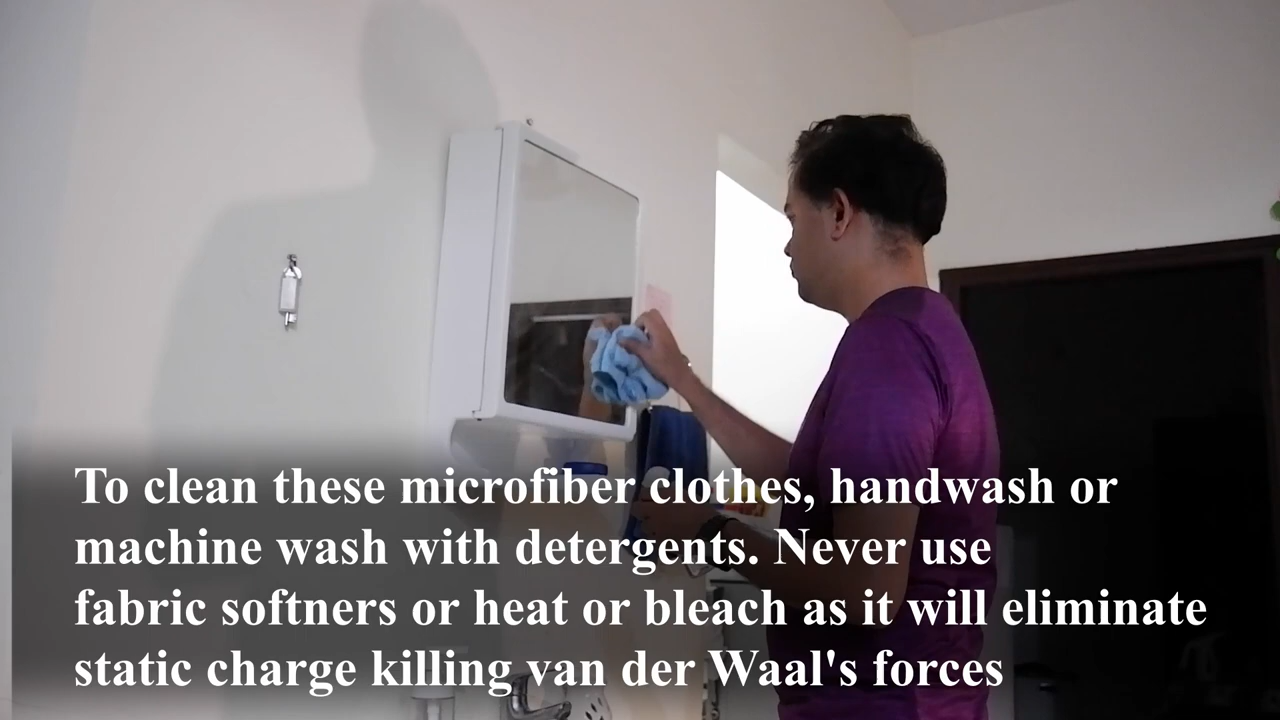 To clean these microfiber clothes, handwash or
machine wash with detergents. Never use
fabric softners or heat or bleach as it will eliminate
static charge killing van der Waal's forces